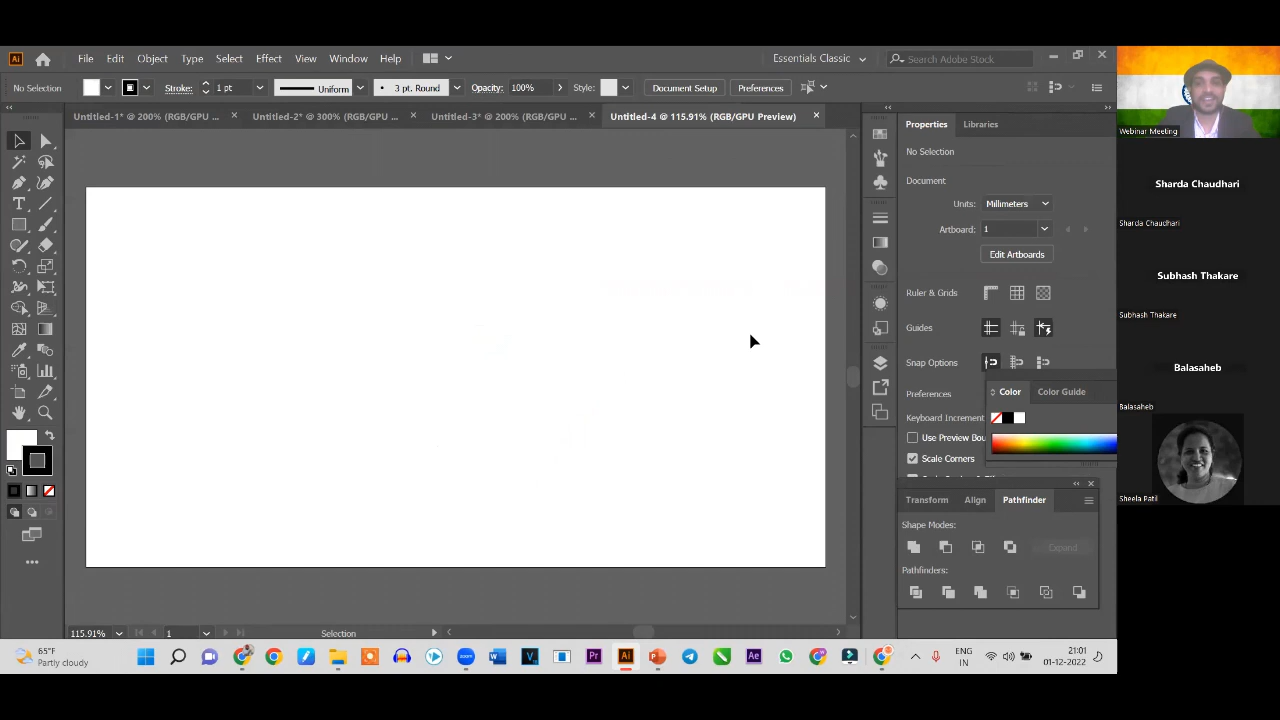 Ai File Edit Object Type Select Effect View Window Help Essentials Classic Search Adobe Stock
No Selection Stroke: 1 pt Uniform 3 pt. Round Opacity: 100% Style: Document Setup Preferences
Untitled-1* @ 200% (RGB/GPU ... Untitled-2* @ 300% (RGB/GPU ... Untitled-3* @ 200% (RGB/GPU ... Untitled-4 @ 115.91% (RGB/GPU Preview)
Properties Libraries
No Selection
Document
Units: Millimeters
Artboard: 1
Edit Artboards
Ruler & Grids
Guides
Snap Options
Preferences
Color Color Guide
Keyboard Increment
Use Preview Bou
Scale Corners
Transform Align Pathfinder
Shape Modes:
Expand
Pathfinders:
115.91% 1 Selection
65°F
Partly cloudy
W V Pr Ai Ae
ENG
IN
21:01
01-12-2022
Webinar Meeting
Sharda Chaudhari
Sharda Chaudhari
Subhash Thakare
Subhash Thakare
Balasaheb
Balasaheb
Sheela Patil